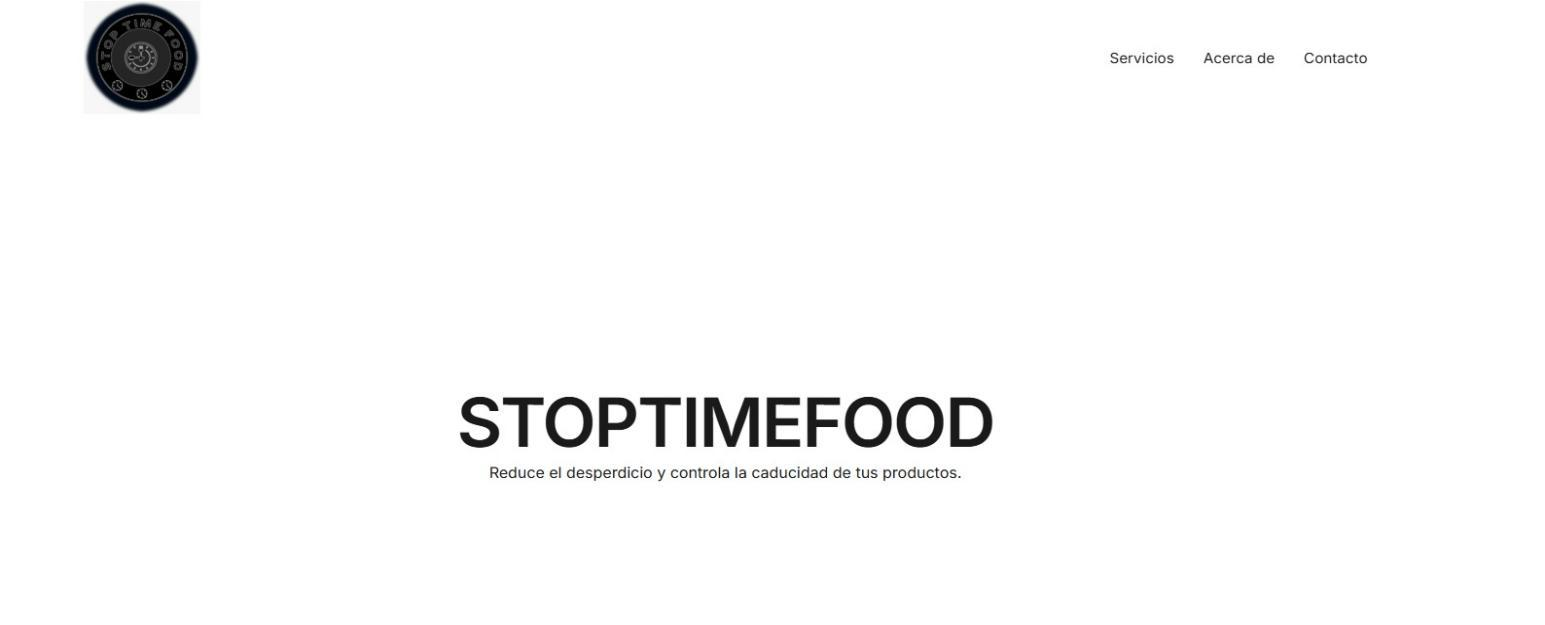 STOP TIME FOOD
Servicios Acerca de Contacto
STOPTIMEFOOD
Reduce el desperdicio y controla la caducidad de tus productos.